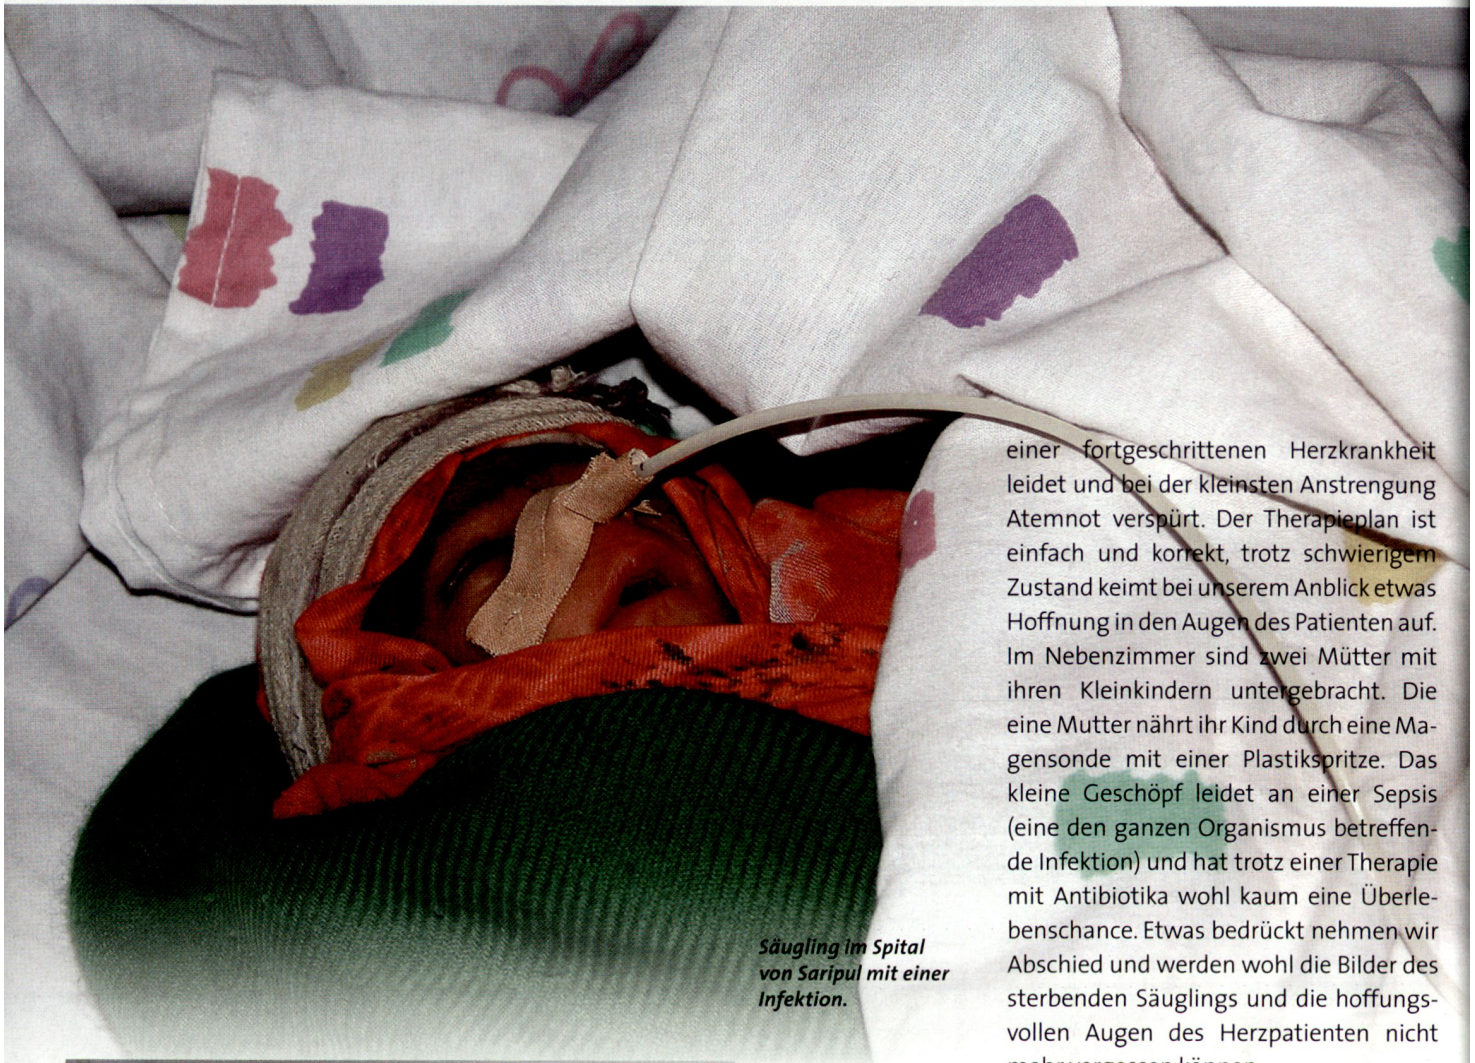 einer fortgeschrittenen Herzkrankheit
leidet und bei der kleinsten Anstrengung
Atemnot verspürt. Der Therapieplan ist
einfach und korrekt, trotz schwierigem
Zustand keimt bei unserem Anblick etwas
Hoffnung in den Augen des Patienten auf.
Im Nebenzimmer sind zwei Mütter mit
ihren Kleinkindern untergebracht. Die
eine Mutter nährt ihr Kind durch eine Ma-
gensonde mit einer Plastikspritze. Das
kleine Geschöpf leidet an einer Sepsis
(eine den ganzen Organismus betreffen-
de Infektion) und hat trotz einer Therapie
mit Antibiotika wohl kaum eine Überle-
benschance. Etwas bedrückt nehmen wir
Abschied und werden wohl die Bilder des
sterbenden Säuglings und die hoffungs-
vollen Augen des Herzpatienten nicht
Säugling im Spital
von Saripul mit einer
Infektion.